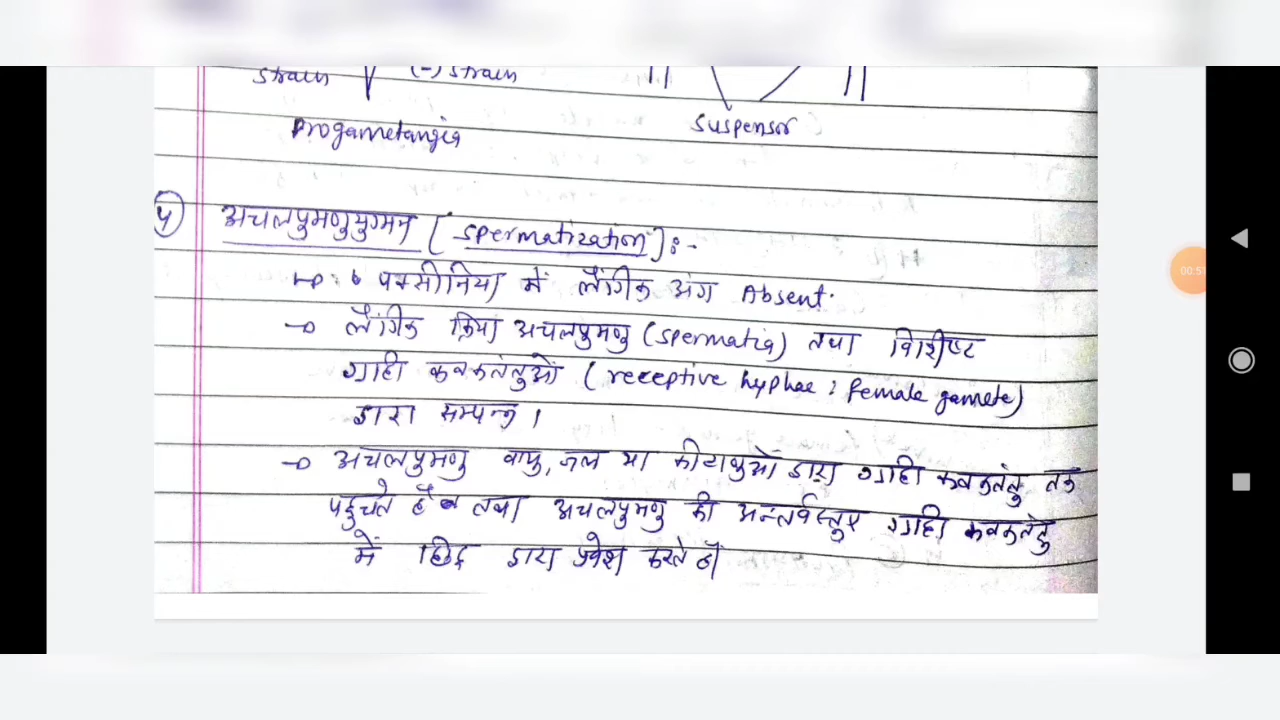 strain (-) strain
Progametangia suspensor
4) अचलपुमणुयुग्मन ( Spermatization ):-
→ पक्सीनिया में लैंगिक अंग Absent.
→ लैंगिक क्रिया अचलपुमणु (spermatia) तथा विशिष्ट
ग्राही कवकतंतुओं (receptive hyphae : female gamete)
द्वारा सम्पन्न ।
→ अचलपुमणु वायु, जल या कीटाणुओं द्वारा ग्राही कवकतंतु तक
पहुंचते है तथा अचलपुमणु की अन्तर्वस्तुए ग्राही कवकतंतु
में छिद्र द्वारा प्रवेश करते हैं।
00:51